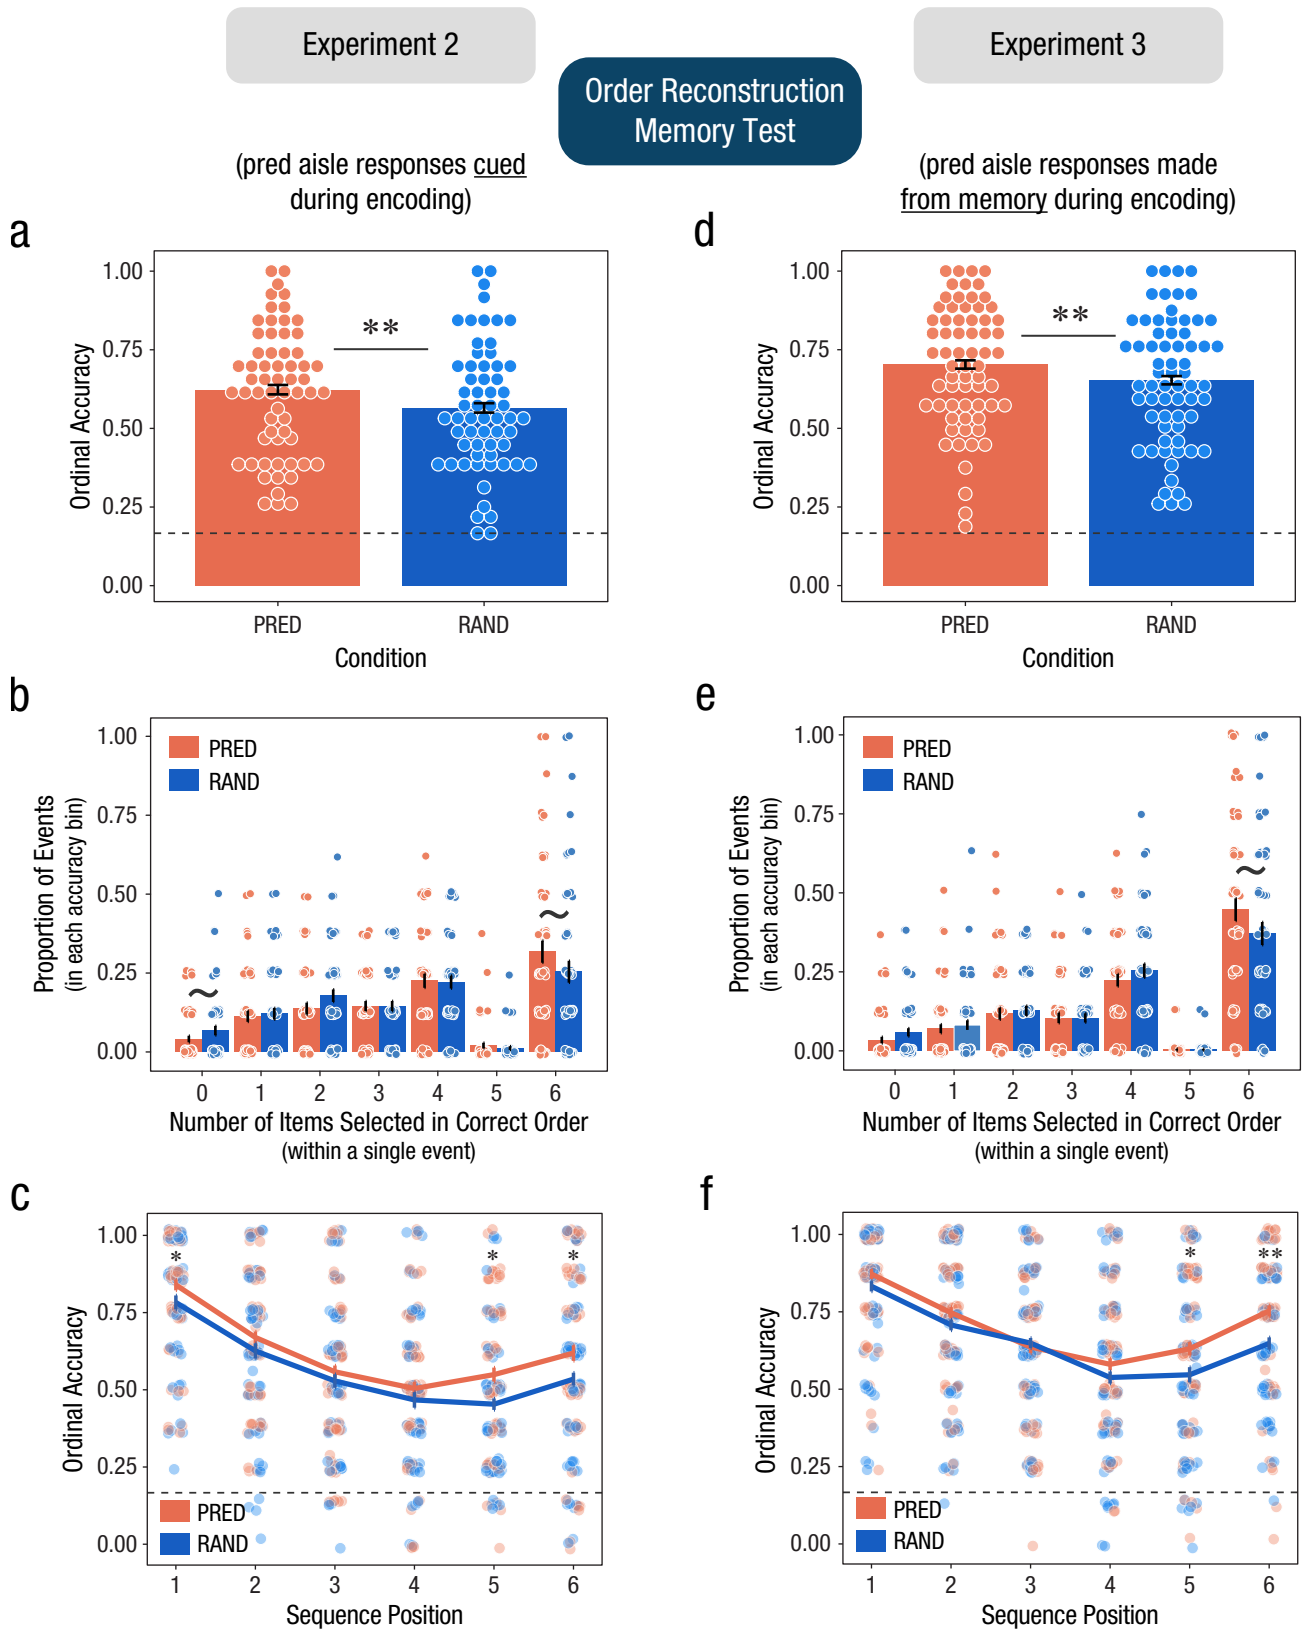 Experiment 2
Experiment 3
Order Reconstruction
Memory Test
(pred aisle responses cued
during encoding)
(pred aisle responses made
from memory during encoding)
a
Ordinal Accuracy
1.00
0.75
0.50
0.25
0.00
**
PRED
RAND
Condition
d
Ordinal Accuracy
1.00
0.75
0.50
0.25
0.00
**
PRED
RAND
Condition
b
Proportion of Events
(in each accuracy bin)
1.00
0.75
0.50
0.25
0.00
PRED
RAND
~
~
0 1 2 3 4 5 6
Number of Items Selected in Correct Order
(within a single event)
e
Proportion of Events
(in each accuracy bin)
1.00
0.75
0.50
0.25
0.00
PRED
RAND
~
0 1 2 3 4 5 6
Number of Items Selected in Correct Order
(within a single event)
c
Ordinal Accuracy
1.00
0.75
0.50
0.25
0.00
* * *
PRED
RAND
1 2 3 4 5 6
Sequence Position
f
Ordinal Accuracy
1.00
0.75
0.50
0.25
0.00
* **
PRED
RAND
1 2 3 4 5 6
Sequence Position